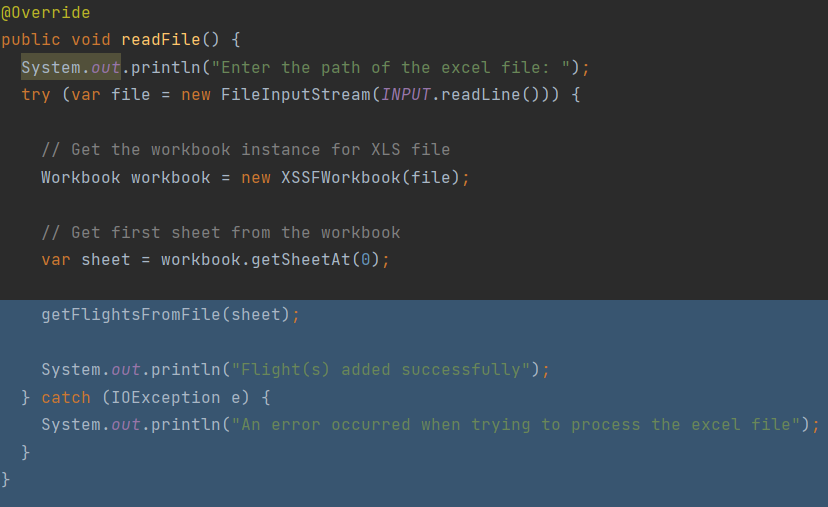 @Override
public void readFile() {
System.out.println("Enter the path of the excel file: ");
try (var file = new FileInputStream(INPUT.readLine())) {
// Get the workbook instance for XLS file
Workbook workbook = new XSSFWorkbook(file);
// Get first sheet from the workbook
var sheet = workbook.getSheetAt(0);
getFlightsFromFile(sheet);
System.out.println("Flight(s) added successfully");
} catch (IOException e) {
System.out.println("An error occurred when trying to process the excel file");
}
}